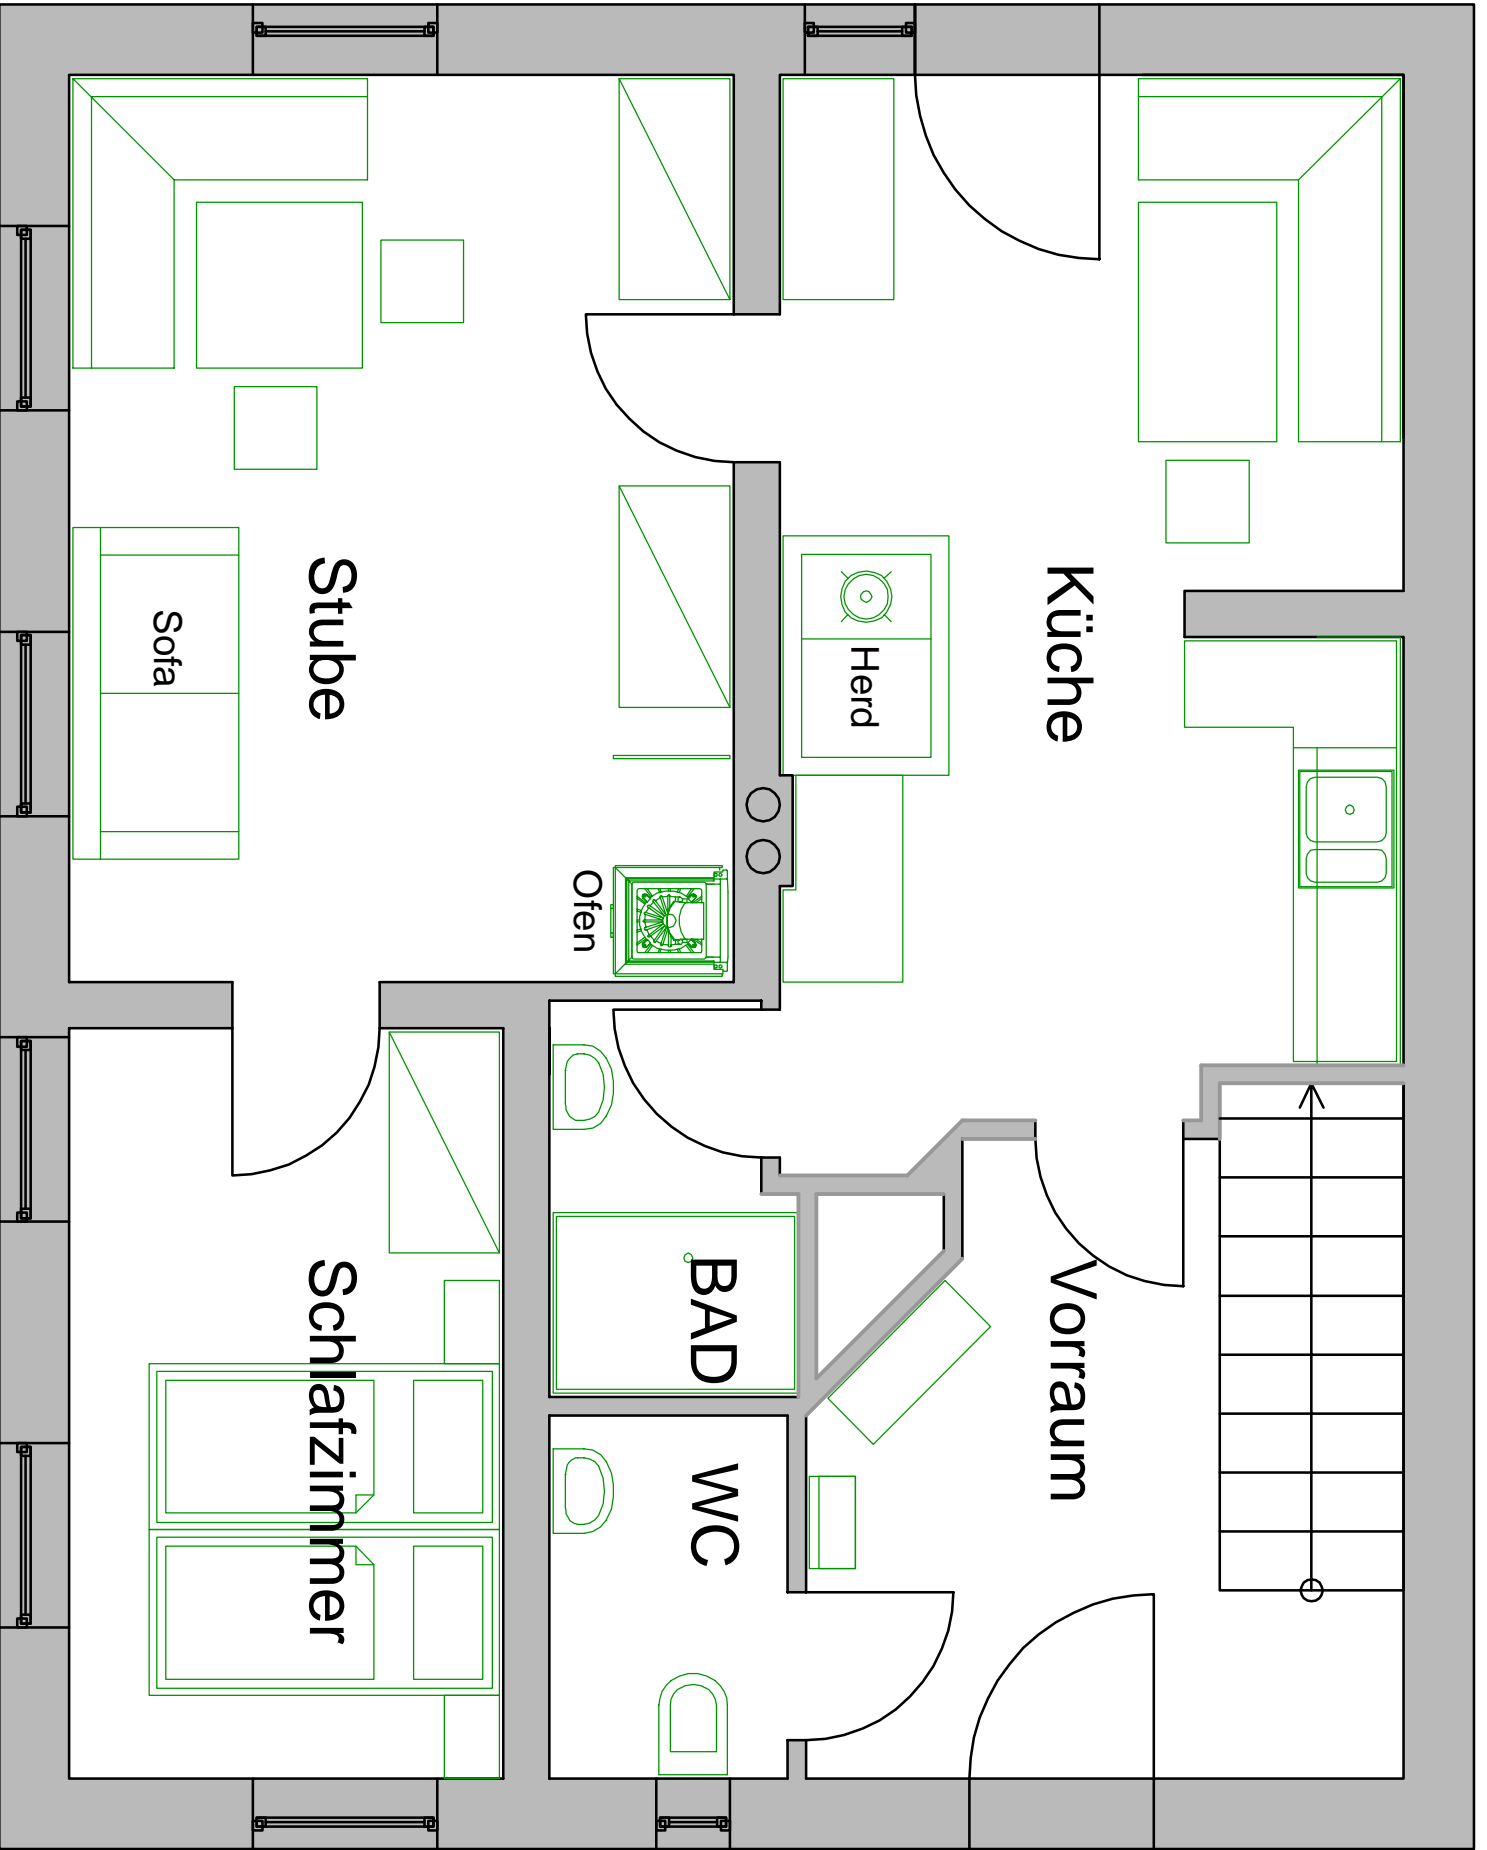 Küche
Herd
Stube
Sofa
Ofen
Vorraum
BAD
WC
Schlafzimmer